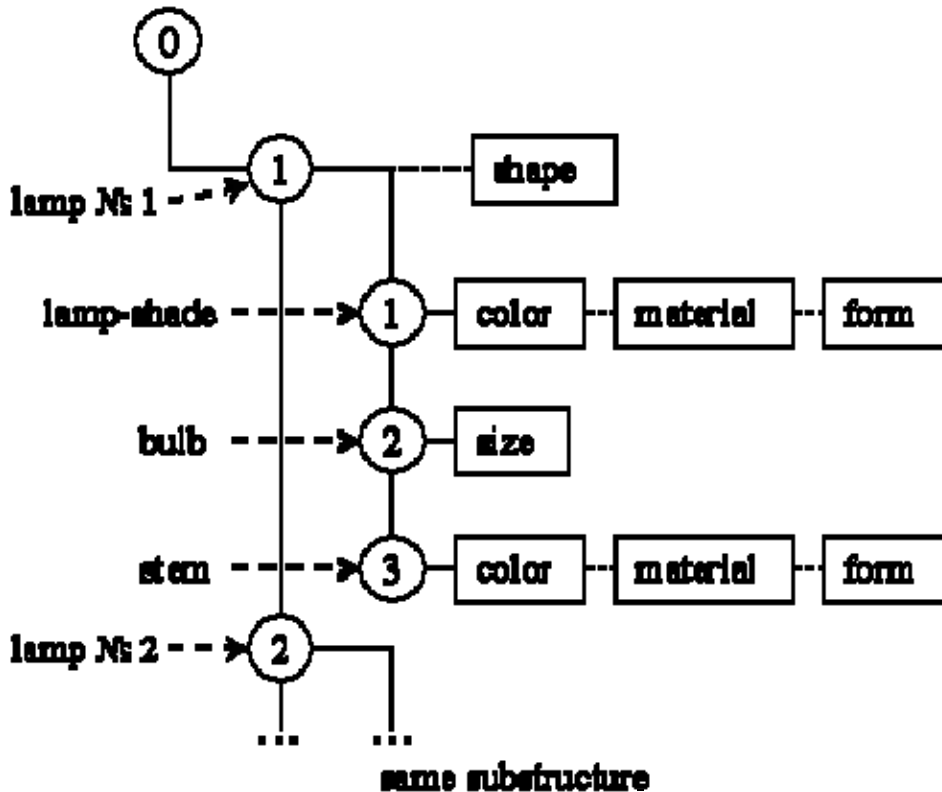 0
1 shape
lamp № 1
lamp-shade 1 color material form
bulb 2 size
stem 3 color material form
lamp № 2 2
... ...
same substructure